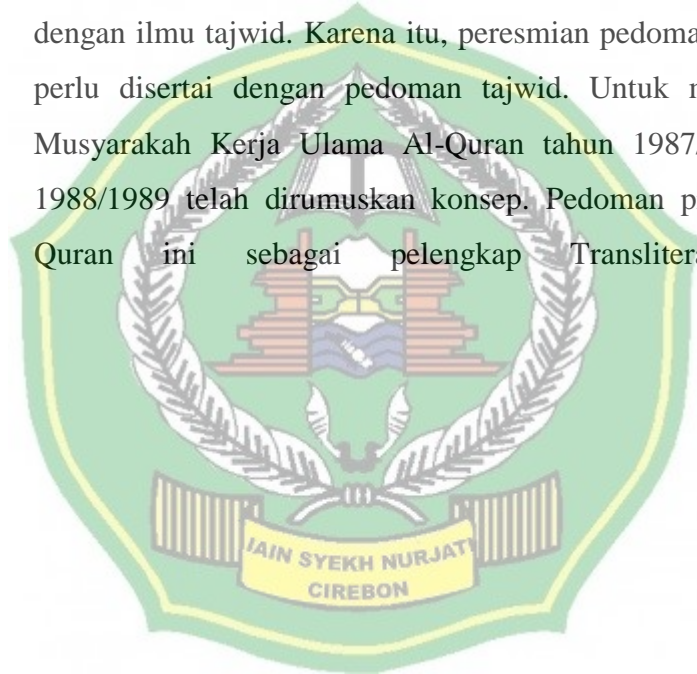 dengan ilmu tajwid. Karena itu, peresmian pedoma
perlu disertai dengan pedoman tajwid. Untuk
Musyarakah Kerja Ulama Al-Quran tahun 1987/
1988/1989 telah dirumuskan konsep. Pedoman p
Quran ini sebagai pelengkap Translitera
IAIN SYEKH NURJATI
CIREBON